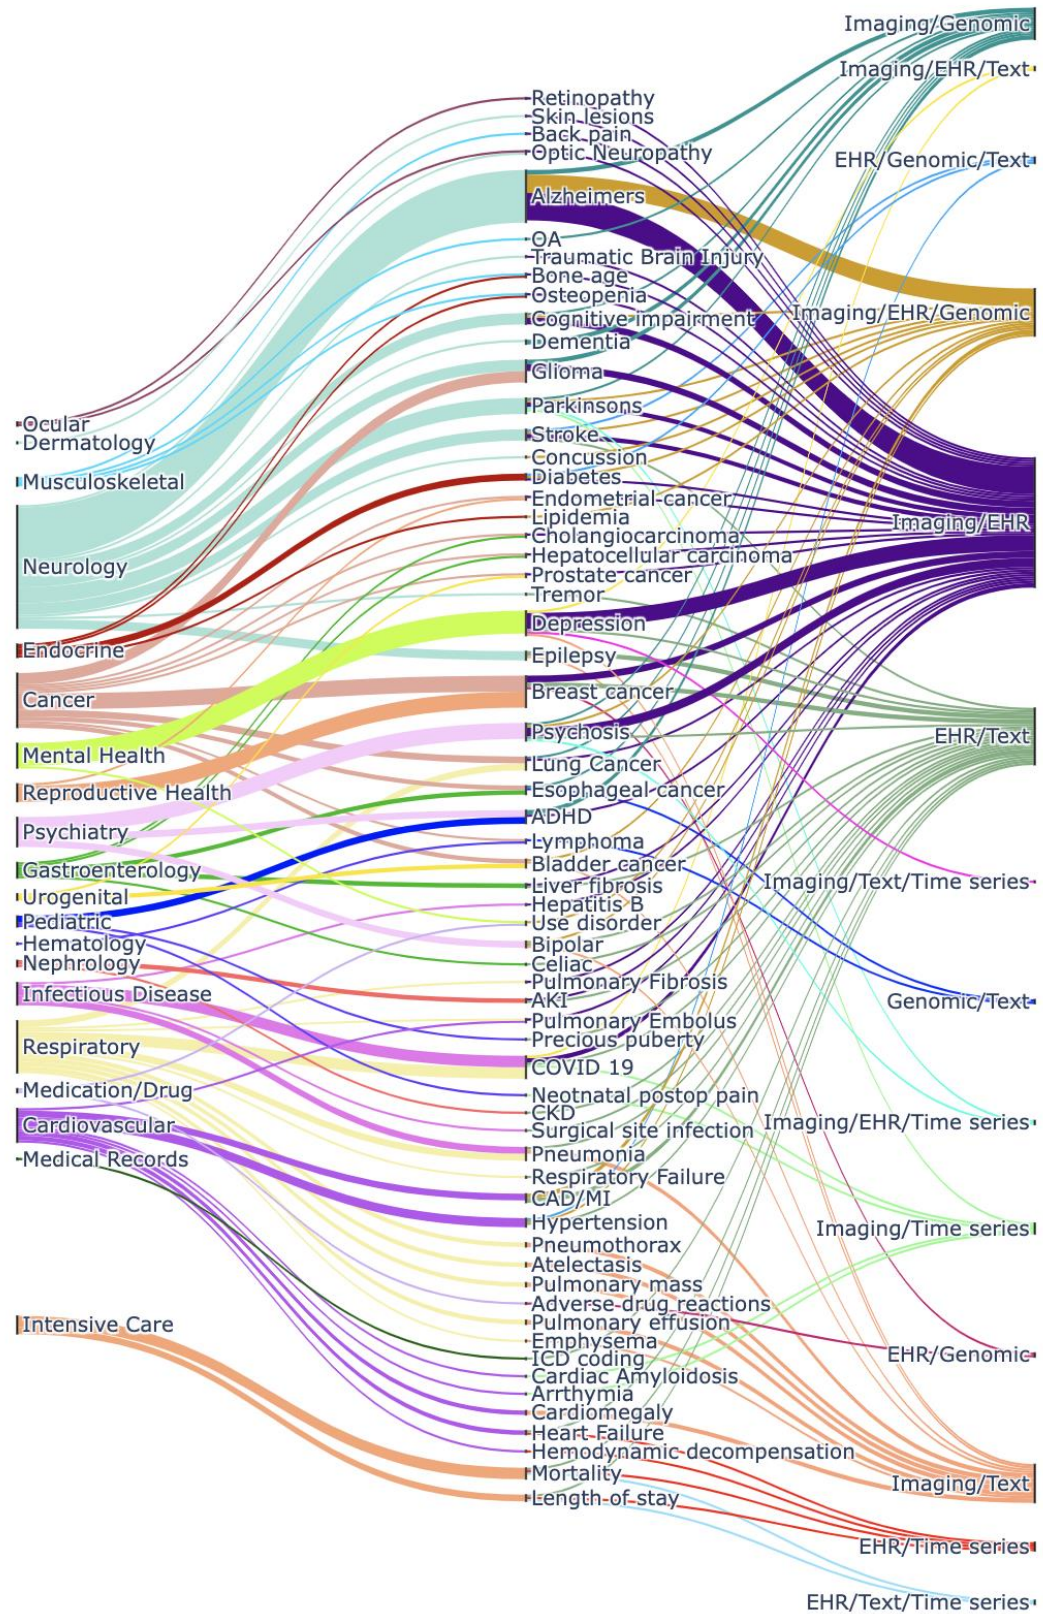 Ocular
Dermatology
Musculoskeletal
Neurology
Endocrine
Cancer
Mental Health
Reproductive Health
Psychiatry
Gastroenterology
Urogenital
Pediatric
Hematology
Nephrology
Infectious Disease
Respiratory
Medication/Drug
Cardiovascular
Medical Records
Intensive Care
Retinopathy
Skin lesions
Back pain
Optic Neuropathy
Alzheimers
OA
Traumatic Brain Injury
Bone age
Osteopenia
Cognitive impairment
Dementia
Glioma
Parkinsons
Stroke
Concussion
Diabetes
Endometrial cancer
Lipidemia
Cholangiocarcinoma
Hepatocellular carcinoma
Prostate cancer
Tremor
Depression
Epilepsy
Breast cancer
Psychosis
Lung Cancer
Esophageal cancer
ADHD
Lymphoma
Bladder cancer
Liver fibrosis
Hepatitis B
Use disorder
Bipolar
Celiac
Pulmonary Fibrosis
AKI
Pulmonary Embolus
Precious puberty
COVID 19
Neotnatal postop pain
CKD
Surgical site infection
Pneumonia
Respiratory Failure
CAD/MI
Hypertension
Pneumothorax
Atelectasis
Pulmonary mass
Adverse drug reactions
Pulmonary effusion
Emphysema
ICD coding
Cardiac Amyloidosis
Arrthymia
Cardiomegaly
Heart Failure
Hemodynamic decompensation
Mortality
Length of stay
Imaging/Genomic
Imaging/EHR/Text
EHR/Genomic/Text
Imaging/EHR/Genomic
Imaging/EHR
EHR/Text
Imaging/Text/Time series
Genomic/Text
Imaging/EHR/Time series
Imaging/Time series
EHR/Genomic
Imaging/Text
EHR/Time series
EHR/Text/Time series